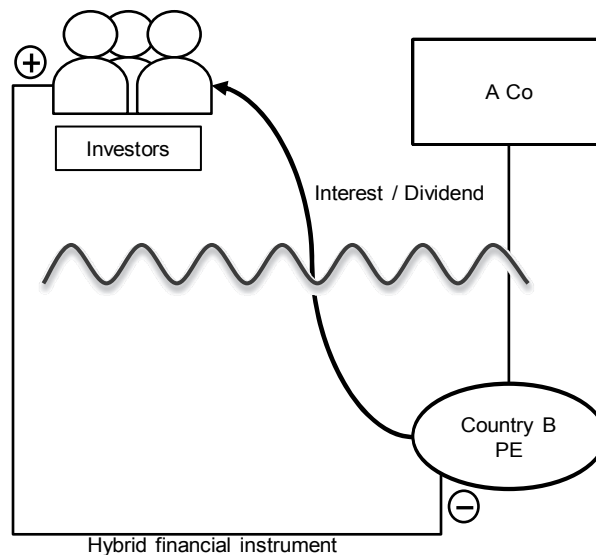 +
A Co
Investors
Interest / Dividend
Country B
PE
−
Hybrid financial instrument